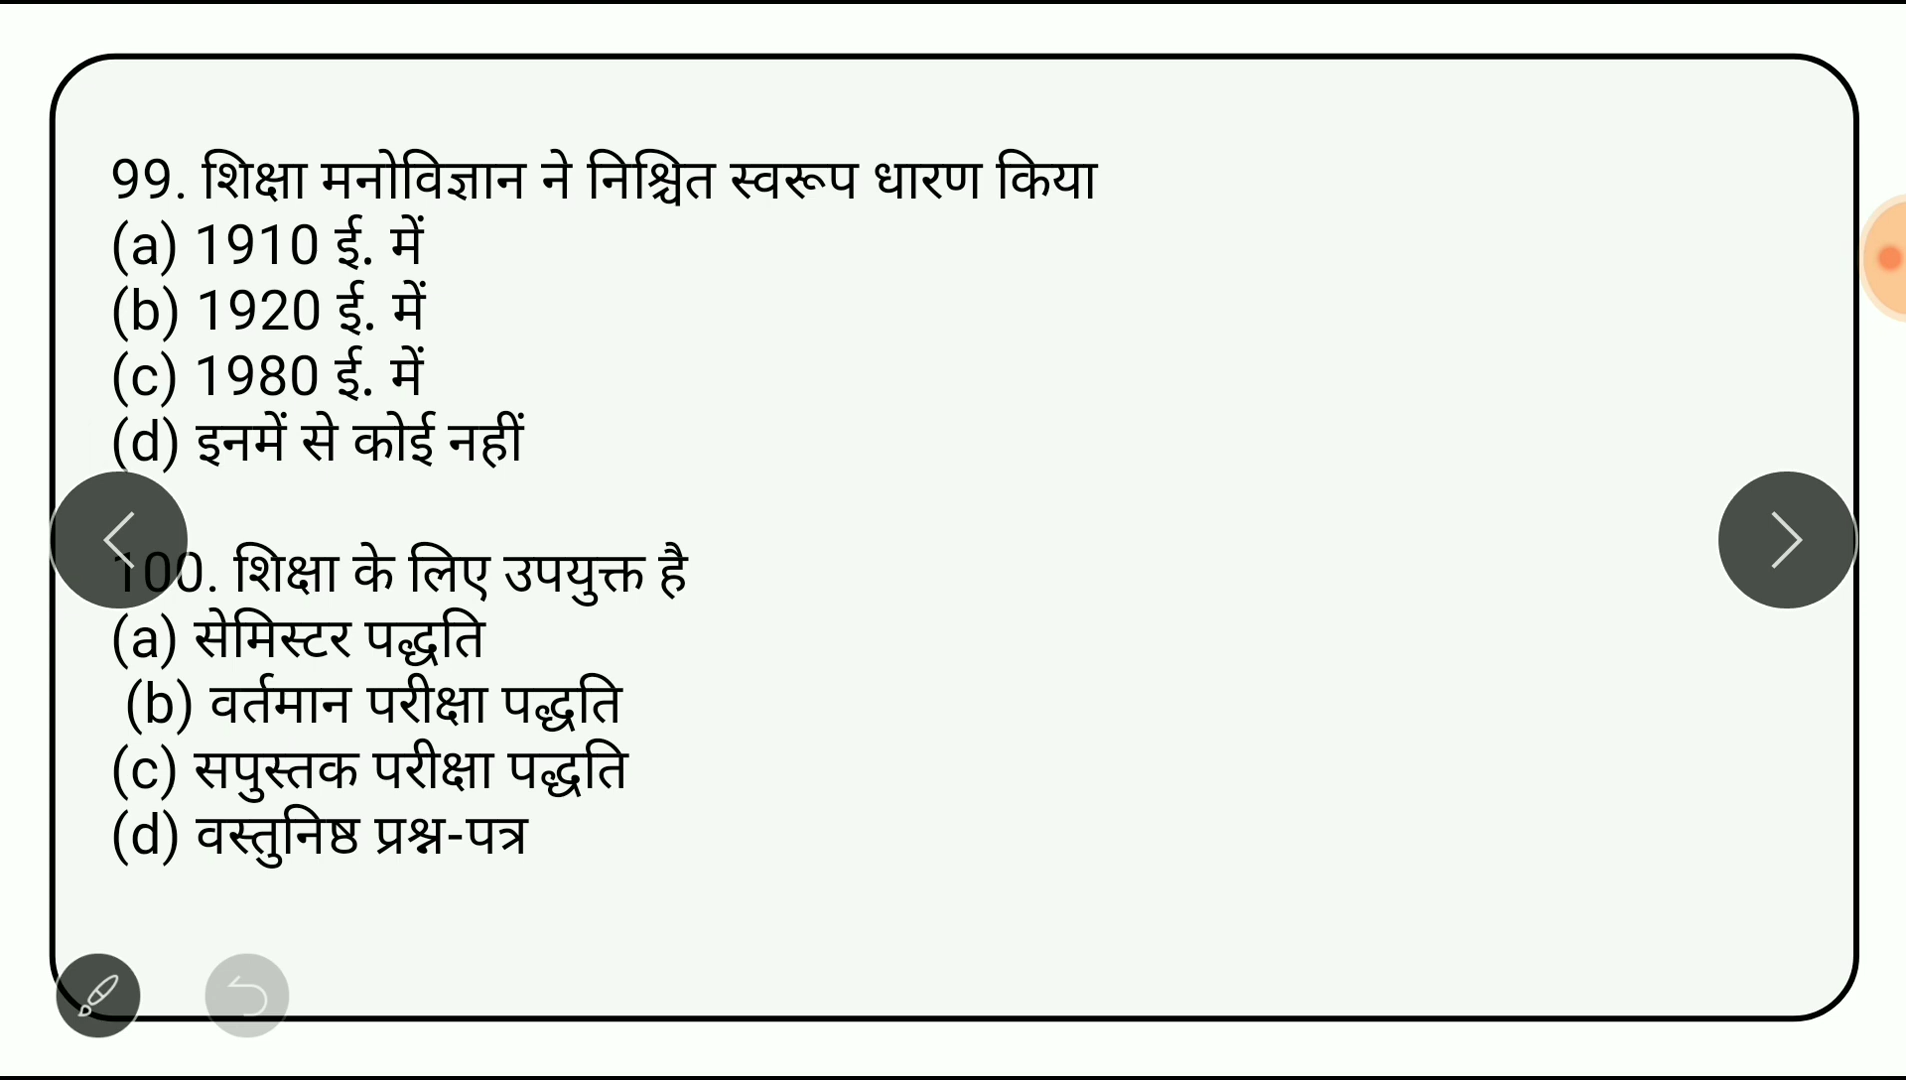 99. शिक्षा मनोविज्ञान ने निश्चित स्वरूप धारण किया
(a) 1910 ई. में
(b) 1920 ई. में
(c) 1980 ई. में
(d) इनमें से कोई नहीं
100. शिक्षा के लिए उपयुक्त है
(a) सेमिस्टर पद्धति
(b) वर्तमान परीक्षा पद्धति
(c) सपुस्तक परीक्षा पद्धति
(d) वस्तुनिष्ठ प्रश्न-पत्र